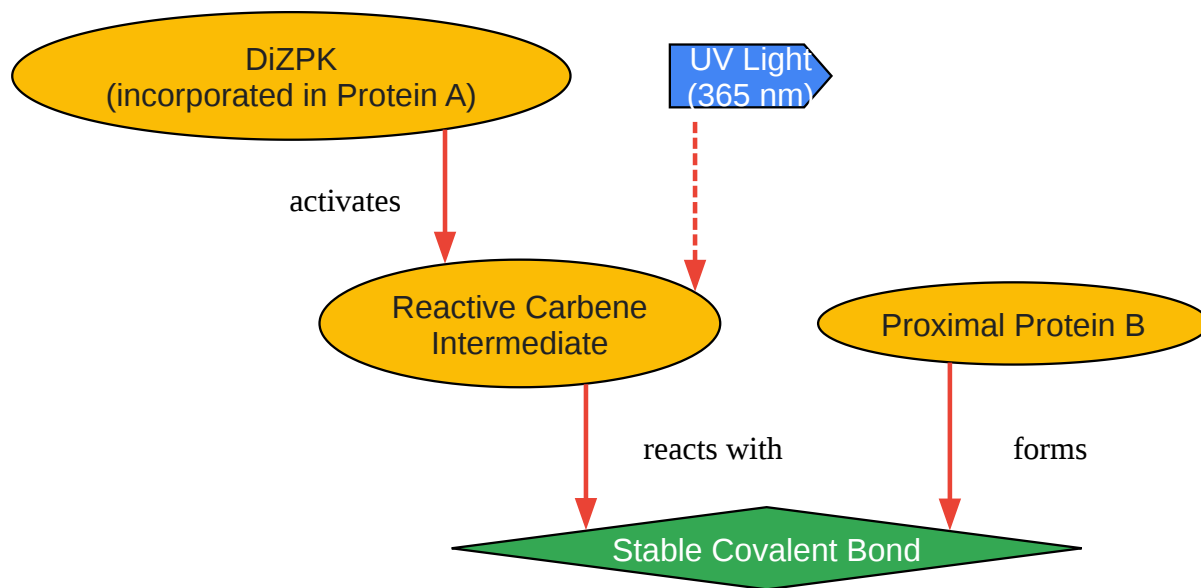 DiZPK
(incorporated in Protein A)
UV Light
(365 nm)
activates
Reactive Carbene
Intermediate
Proximal Protein B
reacts with
forms
Stable Covalent Bond